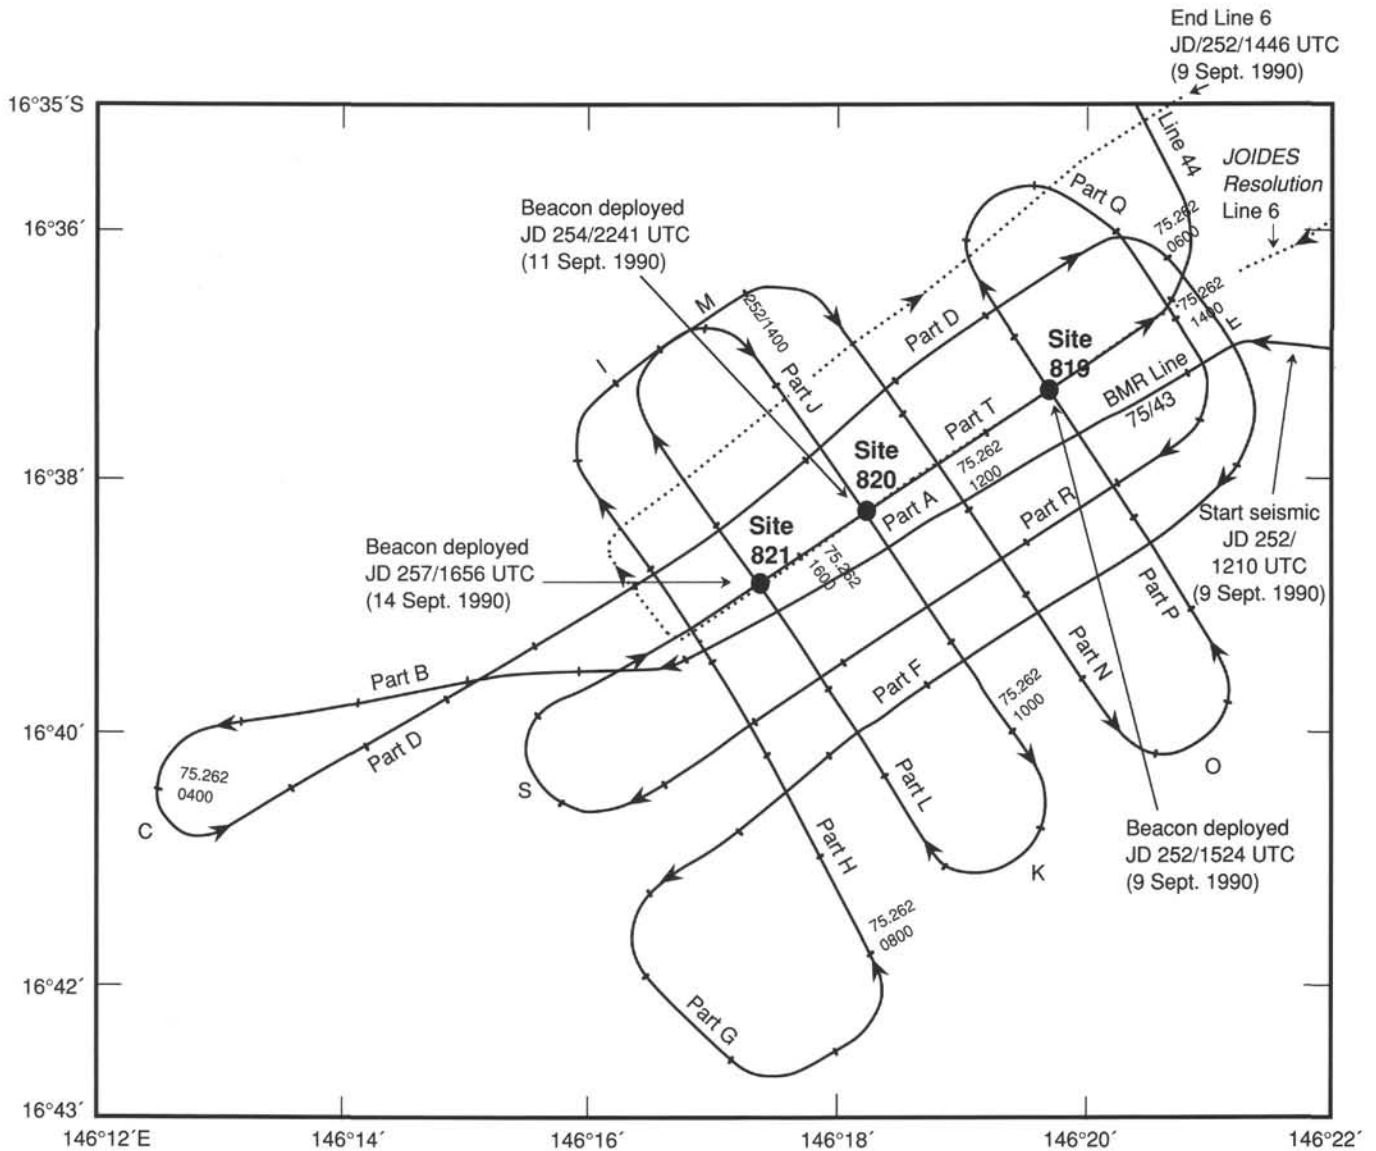 End Line 6
JD/252/1446 UTC
(9 Sept. 1990)
16°35´S
Line 44
JOIDES
Resolution
Line 6
Part Q
Beacon deployed
JD 254/2241 UTC
(11 Sept. 1990)
16°36´
75.262
0600
M
252/1400
75.262
1400
E
Part D
Site
819
I
Part J
BMR Line
75/43
Part T
Site
820
75.262
1200
16°38´
Part A
Part R
Start seismic
JD 252/
1210 UTC
(9 Sept. 1990)
Site
821
Beacon deployed
JD 257/1656 UTC
(14 Sept. 1990)
75.262
1600
Part P
Part N
Part B
Part F
75.262
1000
16°40´
Part D
75.262
0400
C
S
O
Part L
K
Beacon deployed
JD 252/1524 UTC
(9 Sept. 1990)
Part H
75.262
0800
16°42´
Part G
16°43´
146°12´E
146°14´
146°16´
146°18´
146°20´
146°22´